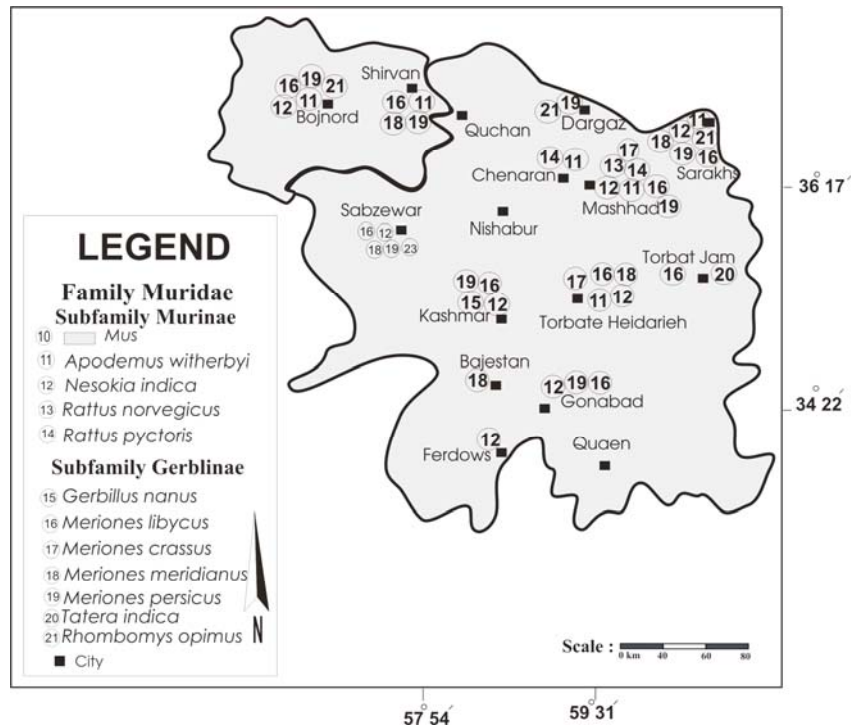 Shirvan
16 19 21
12 11
Bojnord
16 11
18 19
Quchan
21 19
Dargaz
11
18 12 21
19 16
Sarakhs
14 11
Chenaran
17
13 14
12 11 16
Mashhad 19
36° 17´
Sabzewar
16 12
18 19 23
Nishabur
Torbat Jam
16 20
19 16
15 12
Kashmar
17 16 18
11 12
Torbate Heidarieh
Bajestan
18
12 19 16
Gonabad
34° 22´
12
Ferdows
Quaen
LEGEND
Family Muridae
Subfamily Murinae
10 Mus
11 Apodemus witherbyi
12 Nesokia indica
13 Rattus norvegicus
14 Rattus pyctoris
Subfamily Gerblinae
15 Gerbillus nanus
16 Meriones libycus
17 Meriones crassus
18 Meriones meridianus
19 Meriones persicus
20 Tatera indica
21 Rhombomys opimus
City
N
Scale :
0 km 40 60 80
57° 54´
59° 31´